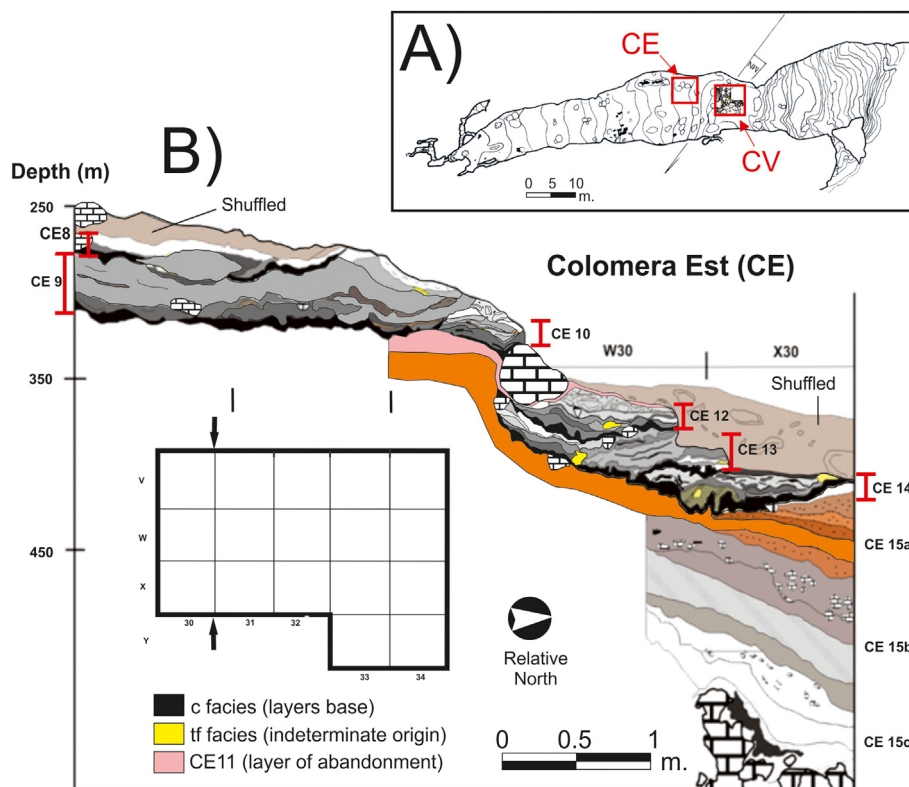 A)
CE
CV
NM
0 5 10
m.
B)
Depth (m)
250
Shuffled
CE8
CE 9
Colomera Est (CE)
CE 10
W30
X30
350
Shuffled
CE 12
CE 13
CE 14
V
W
X
Y
30
31
32
33
34
450
CE 15a
CE 15b
CE 15c
Relative
North
c facies (layers base)
tf facies (indeterminate origin)
CE11 (layer of abandonment)
0 0.5 1
m.